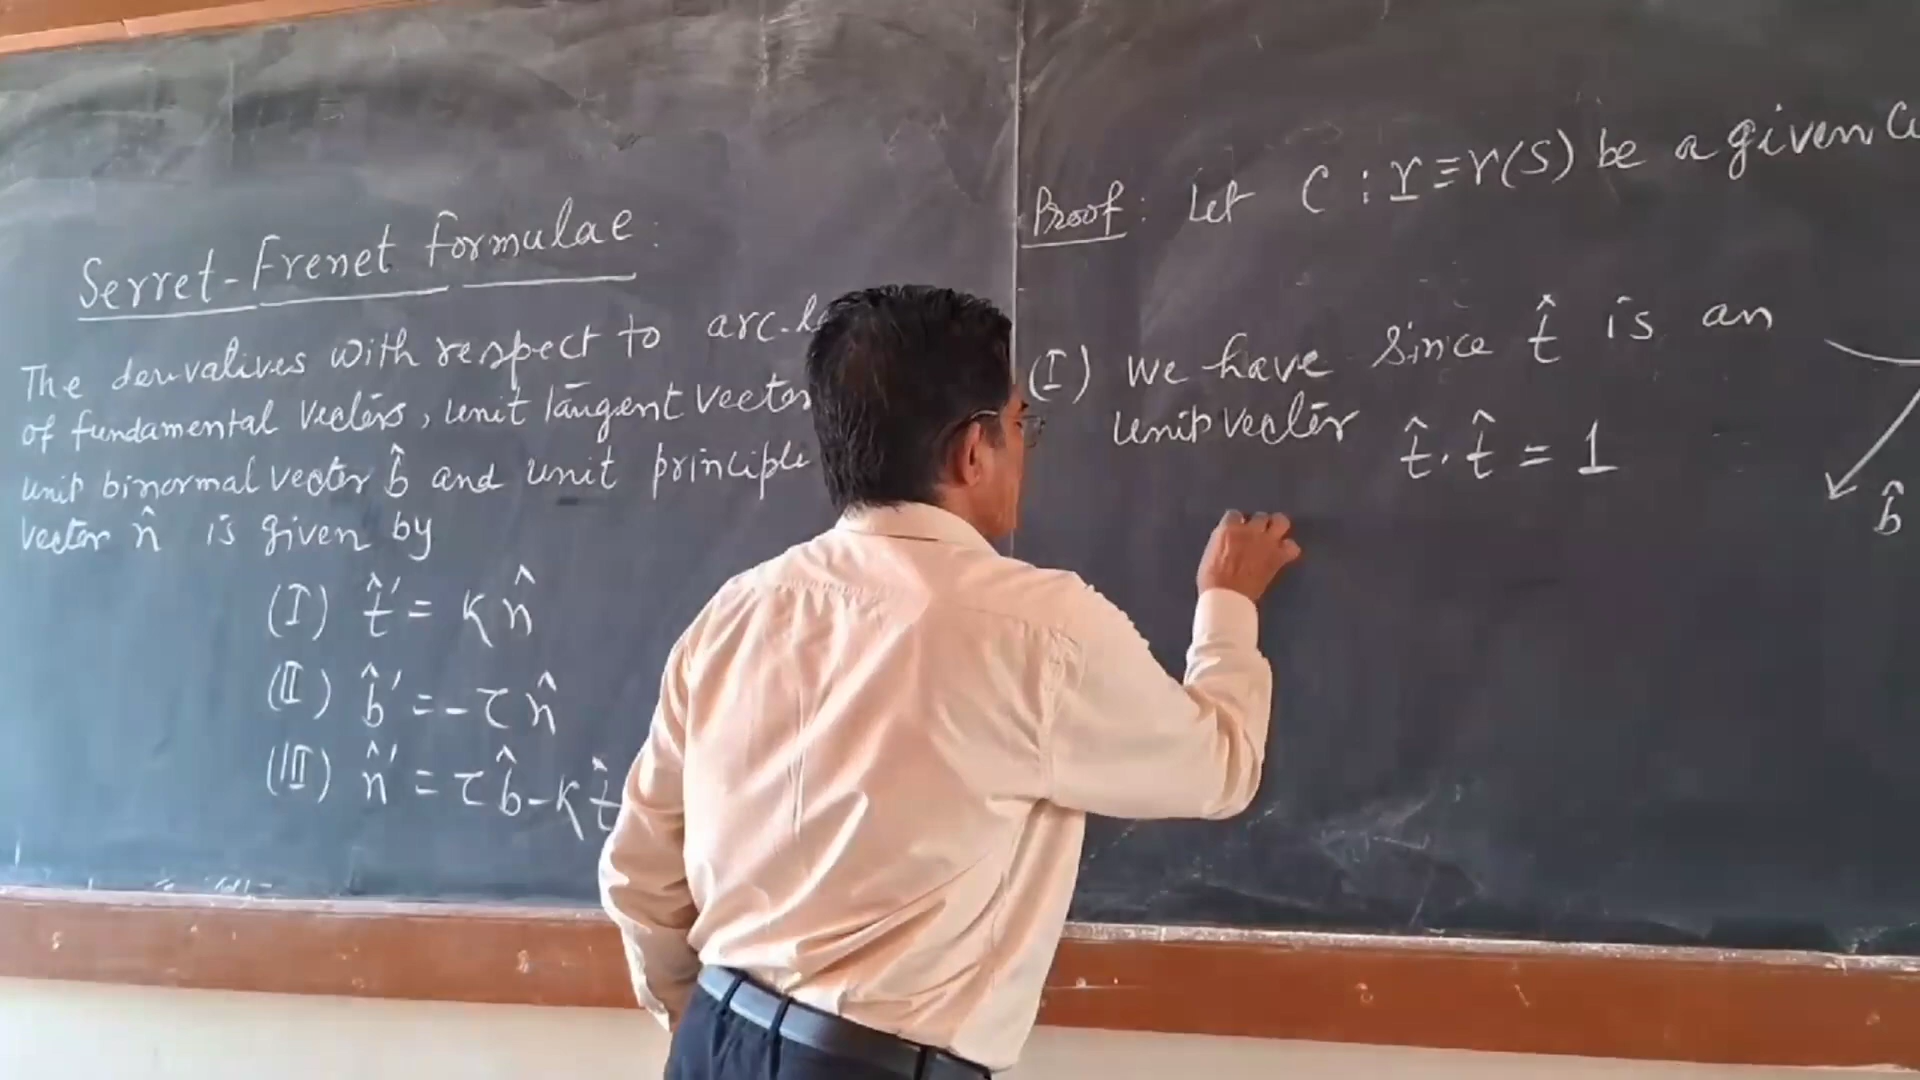 Serret-Frenet formulae:
The derivatives with respect to arc-
of fundamental vectors, unit tangent vector
unit binormal vector b̂ and unit principle
vector n̂ is given by
(I) t̂' = κ n̂
(II) b̂' = -τ n̂
(III) n̂' = τ b̂ - κ t̂
Proof: Let C : r ≡ r(s) be a given
(I) We have since t̂ is an
unit vector t̂ . t̂ = 1
b̂